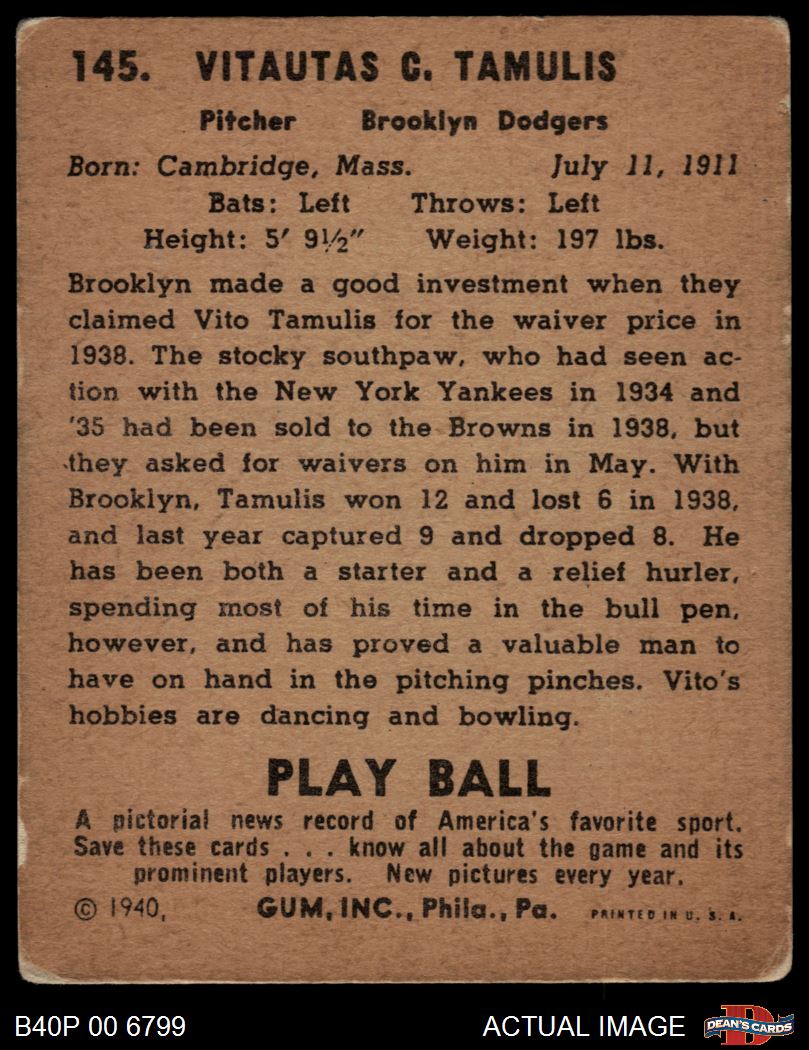 145. VITAUTAS C. TAMULIS
Pitcher Brooklyn Dodgers
Born: Cambridge, Mass. July 11, 1911
Bats: Left Throws: Left
Height: 5′ 9½″ Weight: 197 lbs.
Brooklyn made a good investment when they
claimed Vito Tamulis for the waiver price in
1938. The stocky southpaw, who had seen ac-
tion with the New York Yankees in 1934 and
'35 had been sold to the Browns in 1938, but
they asked for waivers on him in May. With
Brooklyn, Tamulis won 12 and lost 6 in 1938,
and last year captured 9 and dropped 8. He
has been both a starter and a relief hurler,
spending most of his time in the bull pen,
however, and has proved a valuable man to
have on hand in the pitching pinches. Vito's
hobbies are dancing and bowling.
PLAY BALL
A pictorial news record of America's favorite sport.
Save these cards . . . know all about the game and its
prominent players. New pictures every year.
© 1940, GUM, INC., Phila., Pa. PRINTED IN U. S. A.
B40P 00 6799 ACTUAL IMAGE D DEAN'S CARDS